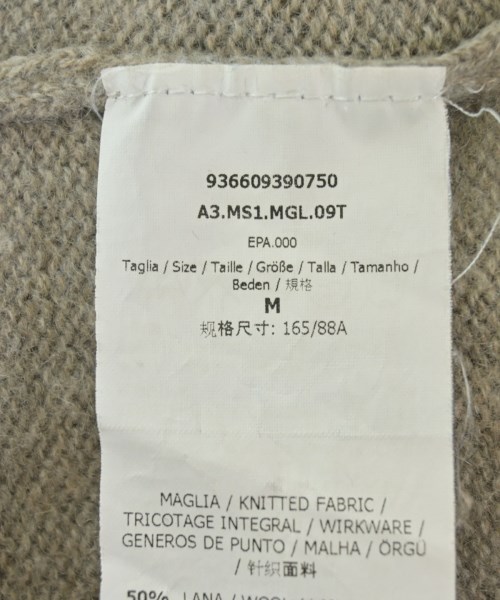 936609390750
A3.MS1.MGL.09T
EPA.000
Taglia / Size / Taille / Größe / Talla / Tamanho /
Beden / 規格
M
规格尺寸: 165/88A
MAGLIA / KNITTED FABRIC /
TRICOTAGE INTEGRAL / WIRKWARE /
GENEROS DE PUNTO / MALHA / ÖRGÜ
/ 针织面料
50% LANA / WOOL